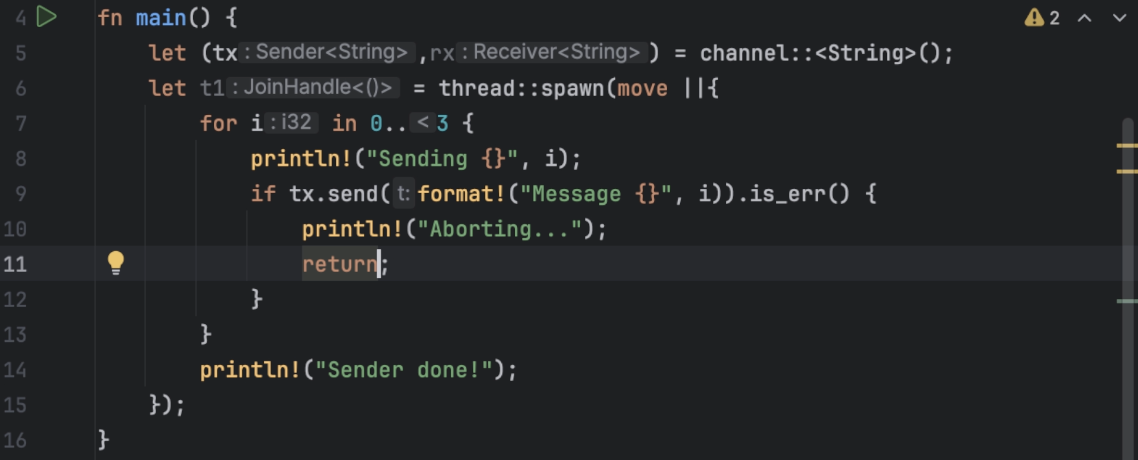 4 fn main() { 2
5 let (tx: Sender<String>,rx: Receiver<String>) = channel::<String>();
6 let t1: JoinHandle<()> = thread::spawn(move ||{
7 for i: i32 in 0..<3 {
8 println!("Sending {}", i);
9 if tx.send(t: format!("Message {}", i)).is_err() {
10 println!("Aborting...");
11 return;
12 }
13 }
14 println!("Sender done!");
15 });
16 }